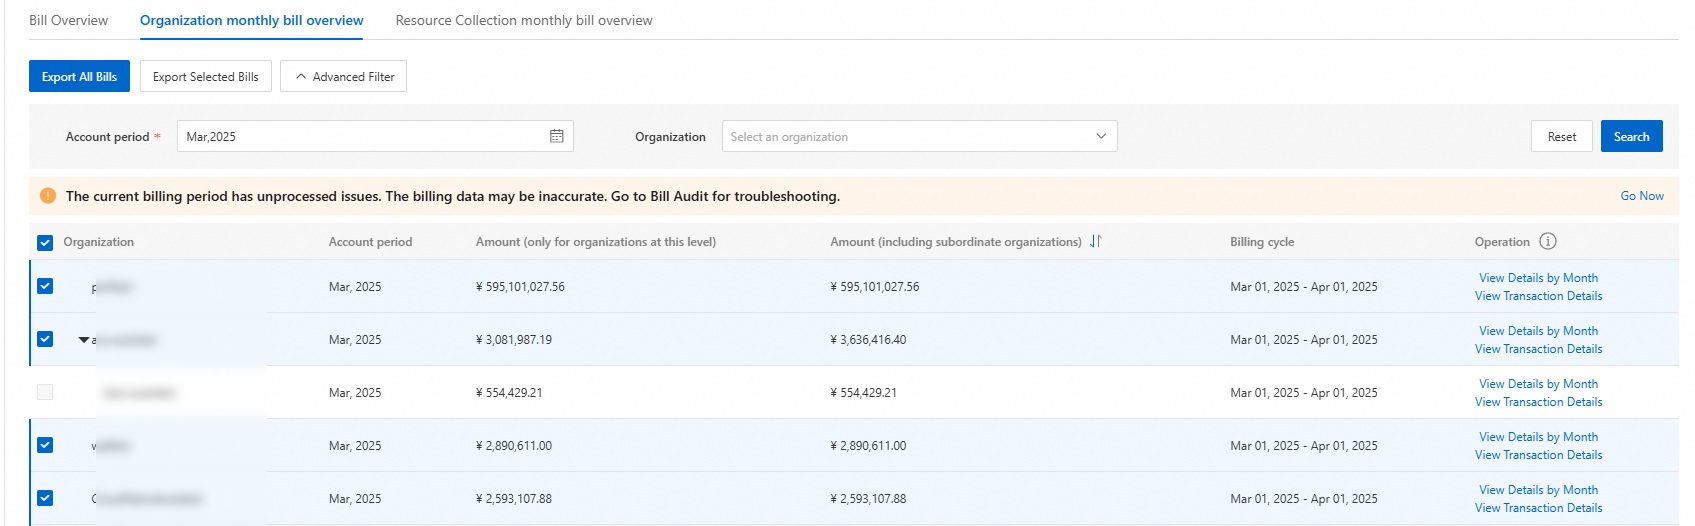 Bill Overview Organization monthly bill overview Resource Collection monthly bill overview
Export All Bills Export Selected Bills Advanced Filter
Account period * Mar,2025 Organization Select an organization Reset Search
The current billing period has unprocessed issues. The billing data may be inaccurate. Go to Bill Audit for troubleshooting. Go Now
Organization Account period Amount (only for organizations at this level) Amount (including subordinate organizations) Billing cycle Operation
Mar, 2025 ¥ 595,101,027.56 ¥ 595,101,027.56 Mar 01, 2025 - Apr 01, 2025 View Details by Month
View Transaction Details
Mar, 2025 ¥ 3,081,987.19 ¥ 3,636,416.40 Mar 01, 2025 - Apr 01, 2025 View Details by Month
View Transaction Details
Mar, 2025 ¥ 554,429.21 ¥ 554,429.21 Mar 01, 2025 - Apr 01, 2025 View Details by Month
View Transaction Details
Mar, 2025 ¥ 2,890,611.00 ¥ 2,890,611.00 Mar 01, 2025 - Apr 01, 2025 View Details by Month
View Transaction Details
Mar, 2025 ¥ 2,593,107.88 ¥ 2,593,107.88 Mar 01, 2025 - Apr 01, 2025 View Details by Month
View Transaction Details